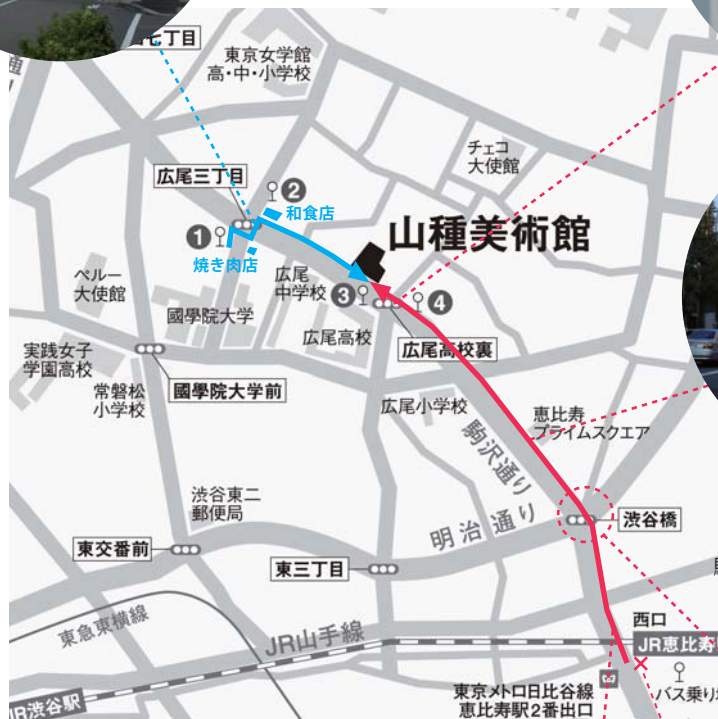 七丁目
東京女学館
高・中・小学校
チェコ
大使館
広尾三丁目
2
和食店
1
山種美術館
焼き肉店
広尾
中学校
3
4
ペルー
大使館
國學院大学
広尾高校
広尾高校裏
実践女子
学園高校
國學院大学前
常磐松
小学校
広尾小学校
恵比寿
プライムスクエア
駒沢通り
渋谷東二
郵便局
明治通り
渋谷橋
東交番前
東三丁目
西口
東急東横線
JR山手線
JR恵比寿
JR渋谷駅
東京メトロ日比谷線
恵比寿駅2番出口
バス乗り